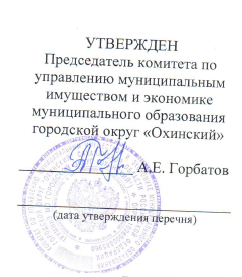 УТВЕРЖДЕН
Председатель комитета по
управлению муниципальным
имуществом и экономике
муниципального образования
городской округ «Охинский»
А.Е. Горбатов
(дата утверждения перечня)